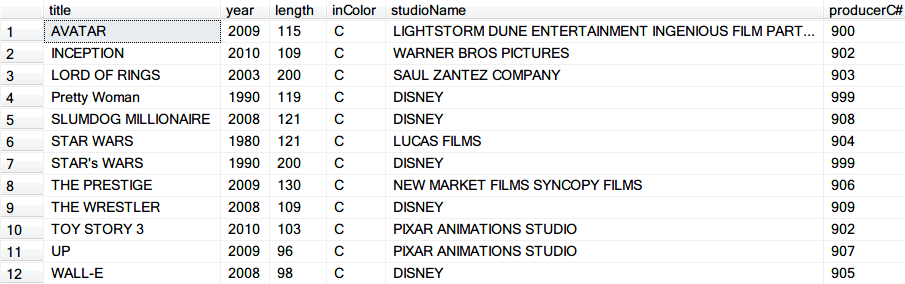 title year length inColor studioName producerC#
1 AVATAR 2009 115 C LIGHTSTORM DUNE ENTERTAINMENT INGENIOUS FILM PART... 900
2 INCEPTION 2010 109 C WARNER BROS PICTURES 902
3 LORD OF RINGS 2003 200 C SAUL ZANTEZ COMPANY 903
4 Pretty Woman 1990 119 C DISNEY 999
5 SLUMDOG MILLIONAIRE 2008 121 C DISNEY 908
6 STAR WARS 1980 121 C LUCAS FILMS 904
7 STAR's WARS 1990 200 C DISNEY 999
8 THE PRESTIGE 2009 130 C NEW MARKET FILMS SYNCOPY FILMS 906
9 THE WRESTLER 2008 109 C DISNEY 909
10 TOY STORY 3 2010 103 C PIXAR ANIMATIONS STUDIO 902
11 UP 2009 96 C PIXAR ANIMATIONS STUDIO 907
12 WALL-E 2008 98 C DISNEY 905